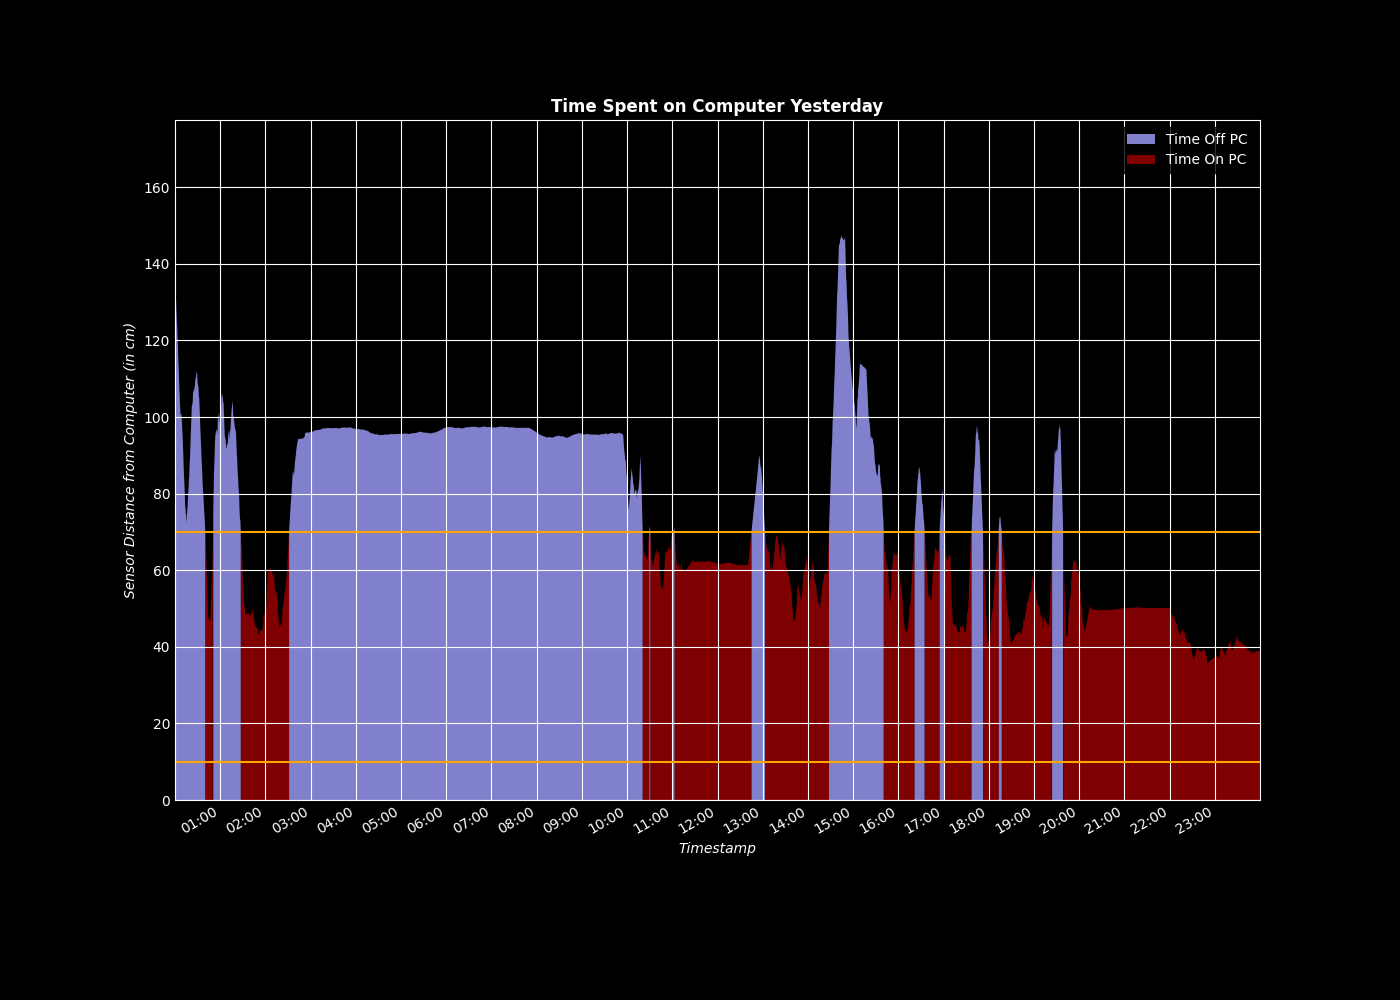 Time Spent on Computer Yesterday
Time Off PC
Time On PC
Sensor Distance from Computer (in cm)
160
140
120
100
80
60
40
20
0
01:00 02:00 03:00 04:00 05:00 06:00 07:00 08:00 09:00 10:00 11:00 12:00 13:00 14:00 15:00 16:00 17:00 18:00 19:00 20:00 21:00 22:00 23:00
Timestamp